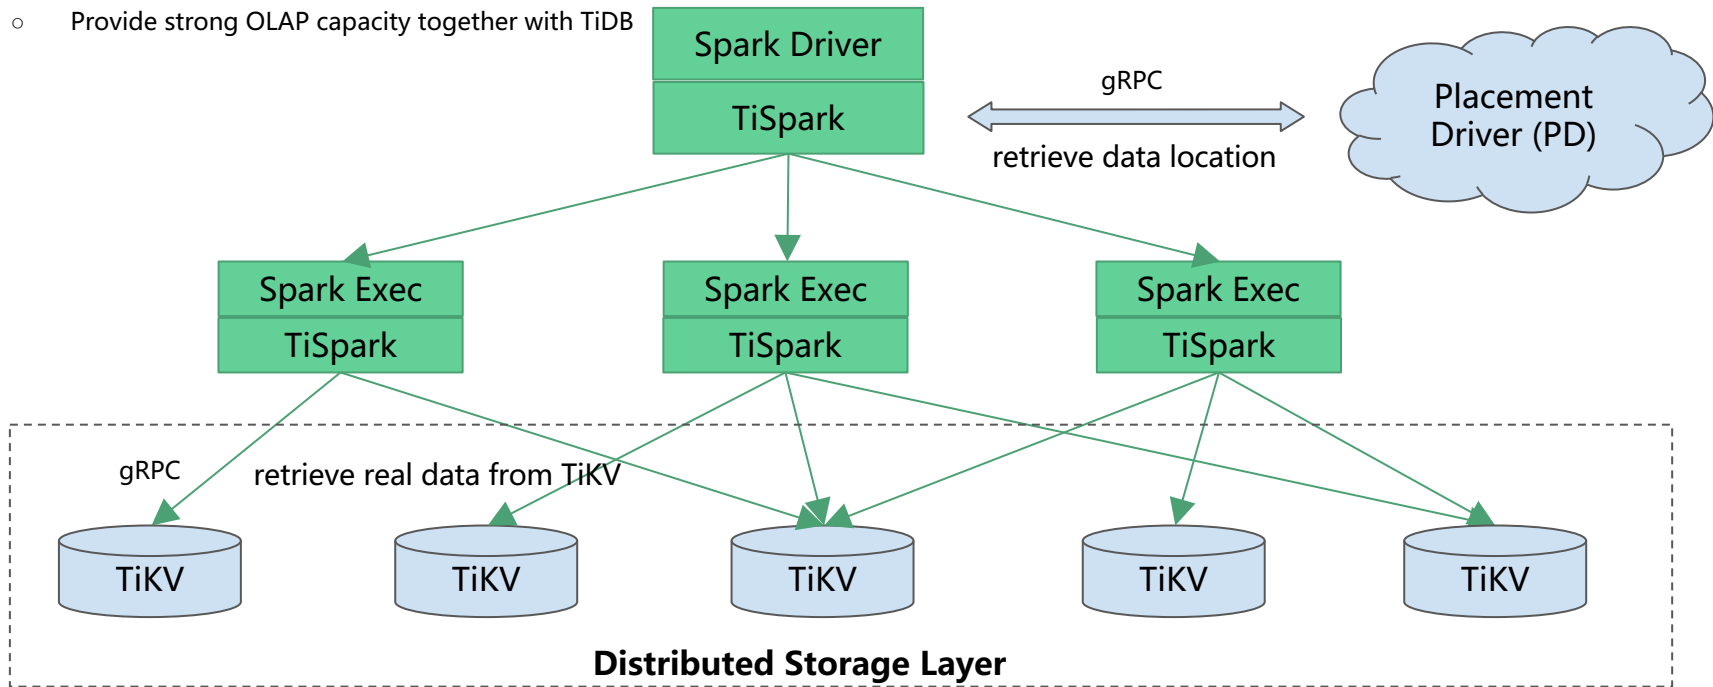 Provide strong OLAP capacity together with TiDB
Spark Driver
TiSpark
gRPC
retrieve data location
Placement
Driver (PD)
Spark Exec
TiSpark
Spark Exec
TiSpark
Spark Exec
TiSpark
gRPC
retrieve real data from TiKV
TiKV
TiKV
TiKV
TiKV
TiKV
Distributed Storage Layer